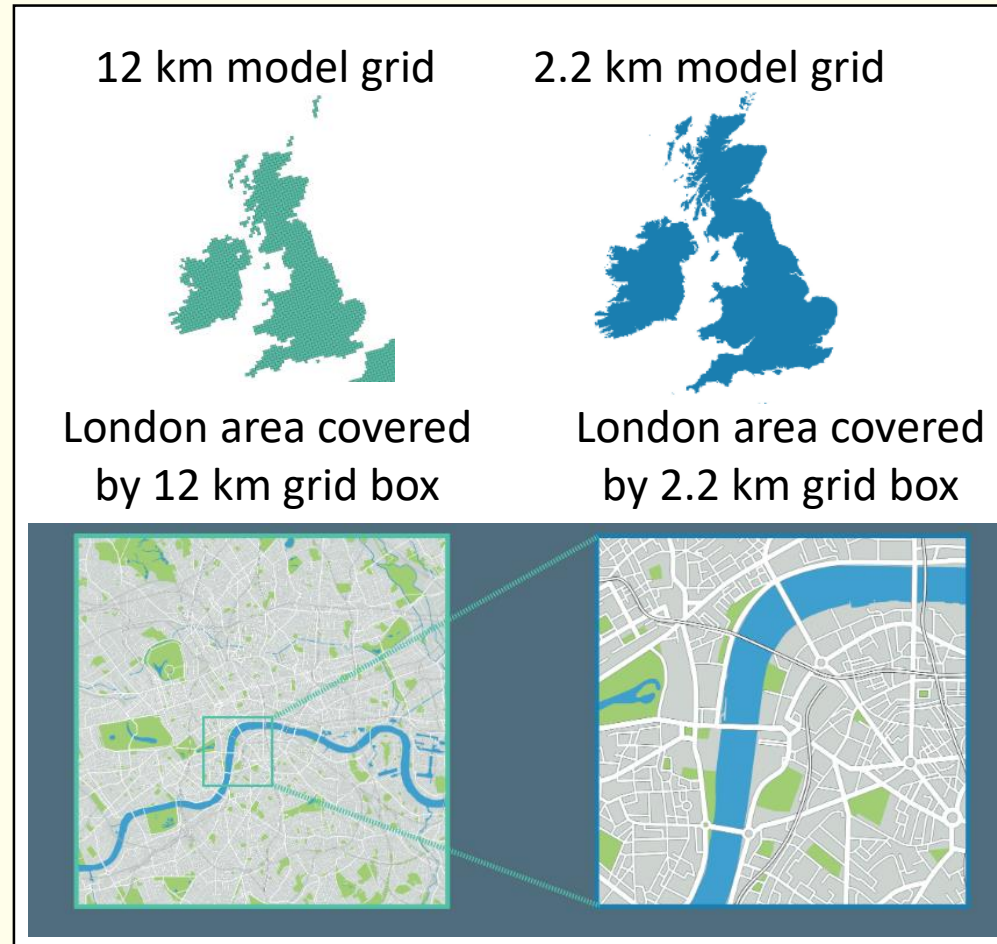 12 km model grid
2.2 km model grid
London area covered
by 12 km grid box
London area covered
by 2.2 km grid box